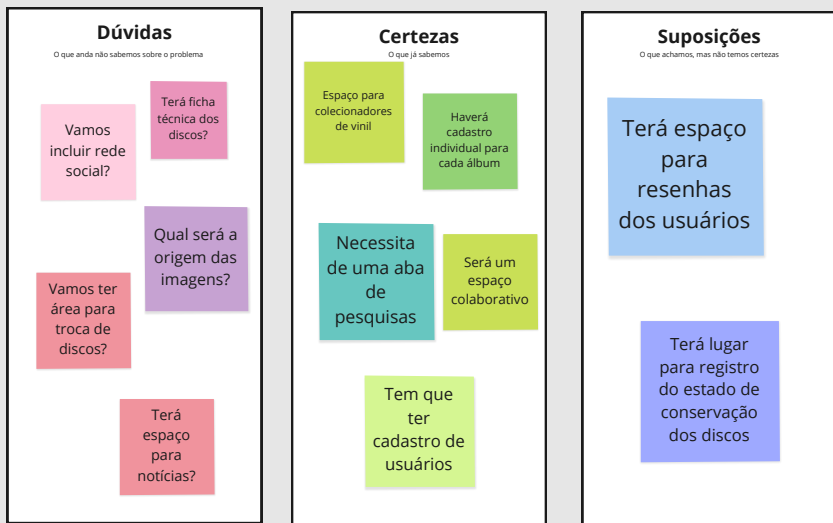 Dúvidas
O que anda não sabemos sobre o problema
Terá ficha
técnica dos
discos?
Vamos
incluir rede
social?
Qual será a
origem das
imagens?
Vamos ter
área para
troca de
discos?
Terá
espaço
para
notícias?
Certezas
O que já sabemos
Espaço para
colecionadores
de vinil
Haverá
cadastro
individual para
cada álbum
Necessita
de uma aba
de
pesquisas
Será um
espaço
colaborativo
Tem que
ter
cadastro de
usuários
Suposições
O que achamos, mas não temos certezas
Terá espaço
para
resenhas
dos usuários
Terá lugar
para registro
do estado de
conservação
dos discos